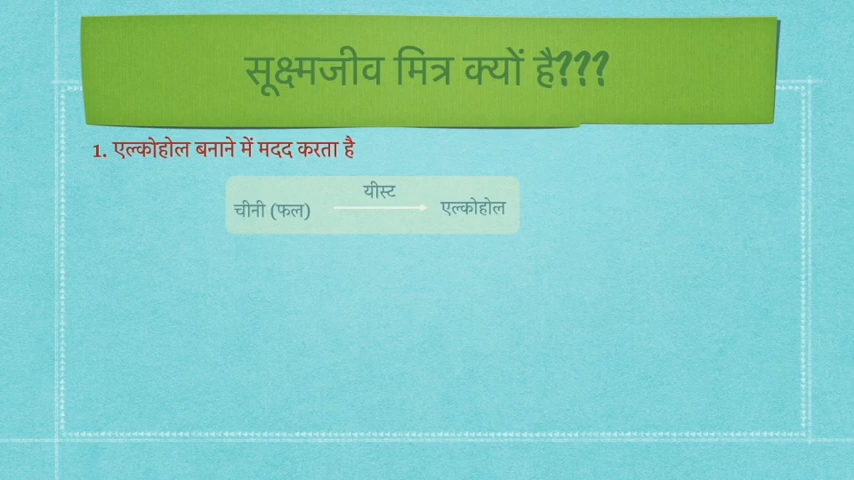 सूक्ष्मजीव मित्र क्यों है???
1. एल्कोहोल बनाने में मदद करता है
यीस्ट
चीनी (फल) एल्कोहोल